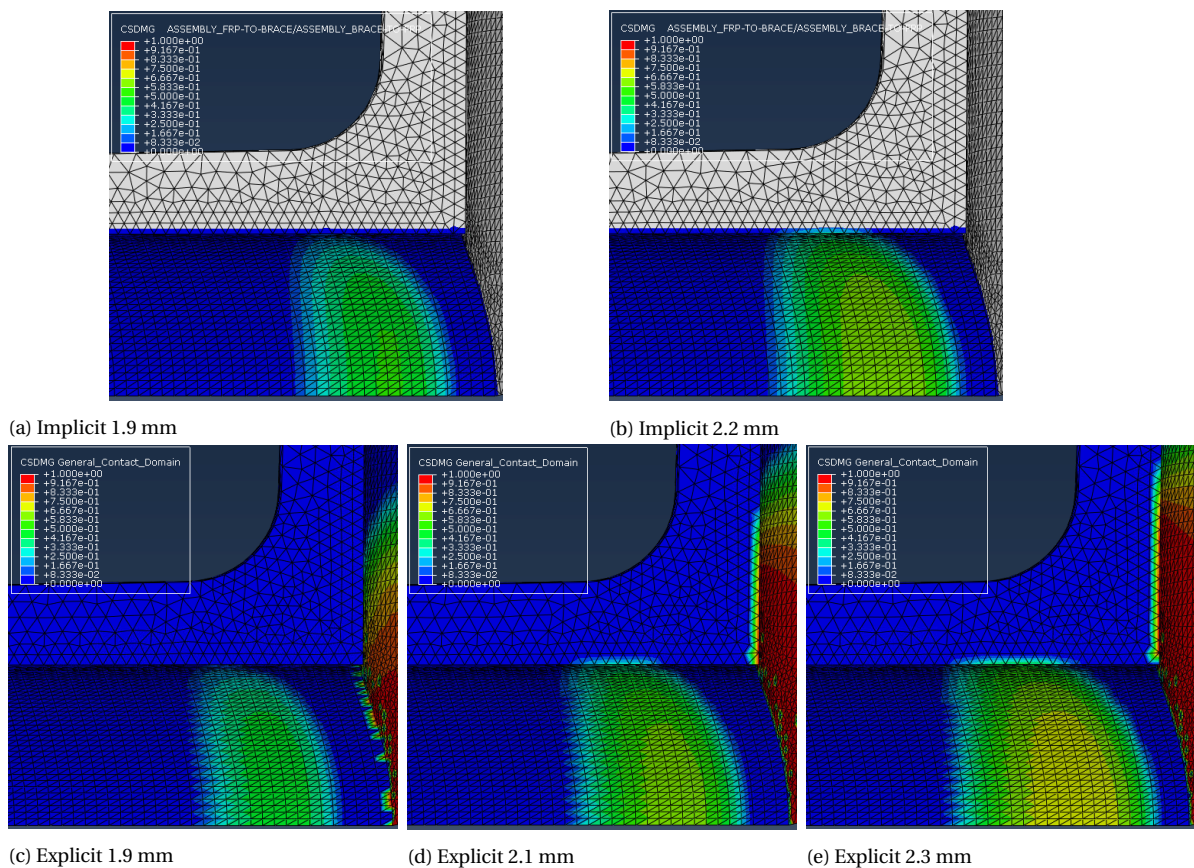 CSDMG ASSEMBLY_FRP-TO-BRACE/ASSEMBLY_BRACE-TO-FRP
+1.000e+00
+9.167e-01
+8.333e-01
+7.500e-01
+6.667e-01
+5.833e-01
+5.000e-01
+4.167e-01
+3.333e-01
+2.500e-01
+1.667e-01
+8.333e-02
+0.000e+00
CSDMG ASSEMBLY_FRP-TO-BRACE/ASSEMBLY_BRACE-TO-FRP
+1.000e+00
+9.167e-01
+8.333e-01
+7.500e-01
+6.667e-01
+5.833e-01
+5.000e-01
+4.167e-01
+3.333e-01
+2.500e-01
+1.667e-01
+8.333e-02
+0.000e+00
(a) Implicit 1.9 mm
(b) Implicit 2.2 mm
CSDMG General_Contact_Domain
+1.000e+00
+9.167e-01
+8.333e-01
+7.500e-01
+6.667e-01
+5.833e-01
+5.000e-01
+4.167e-01
+3.333e-01
+2.500e-01
+1.667e-01
+8.333e-02
+0.000e+00
CSDMG General_Contact_Domain
+1.000e+00
+9.167e-01
+8.333e-01
+7.500e-01
+6.667e-01
+5.833e-01
+5.000e-01
+4.167e-01
+3.333e-01
+2.500e-01
+1.667e-01
+8.333e-02
+0.000e+00
CSDMG General_Contact_Domain
+1.000e+00
+9.167e-01
+8.333e-01
+7.500e-01
+6.667e-01
+5.833e-01
+5.000e-01
+4.167e-01
+3.333e-01
+2.500e-01
+1.667e-01
+8.333e-02
+0.000e+00
(c) Explicit 1.9 mm
(d) Explicit 2.1 mm
(e) Explicit 2.3 mm